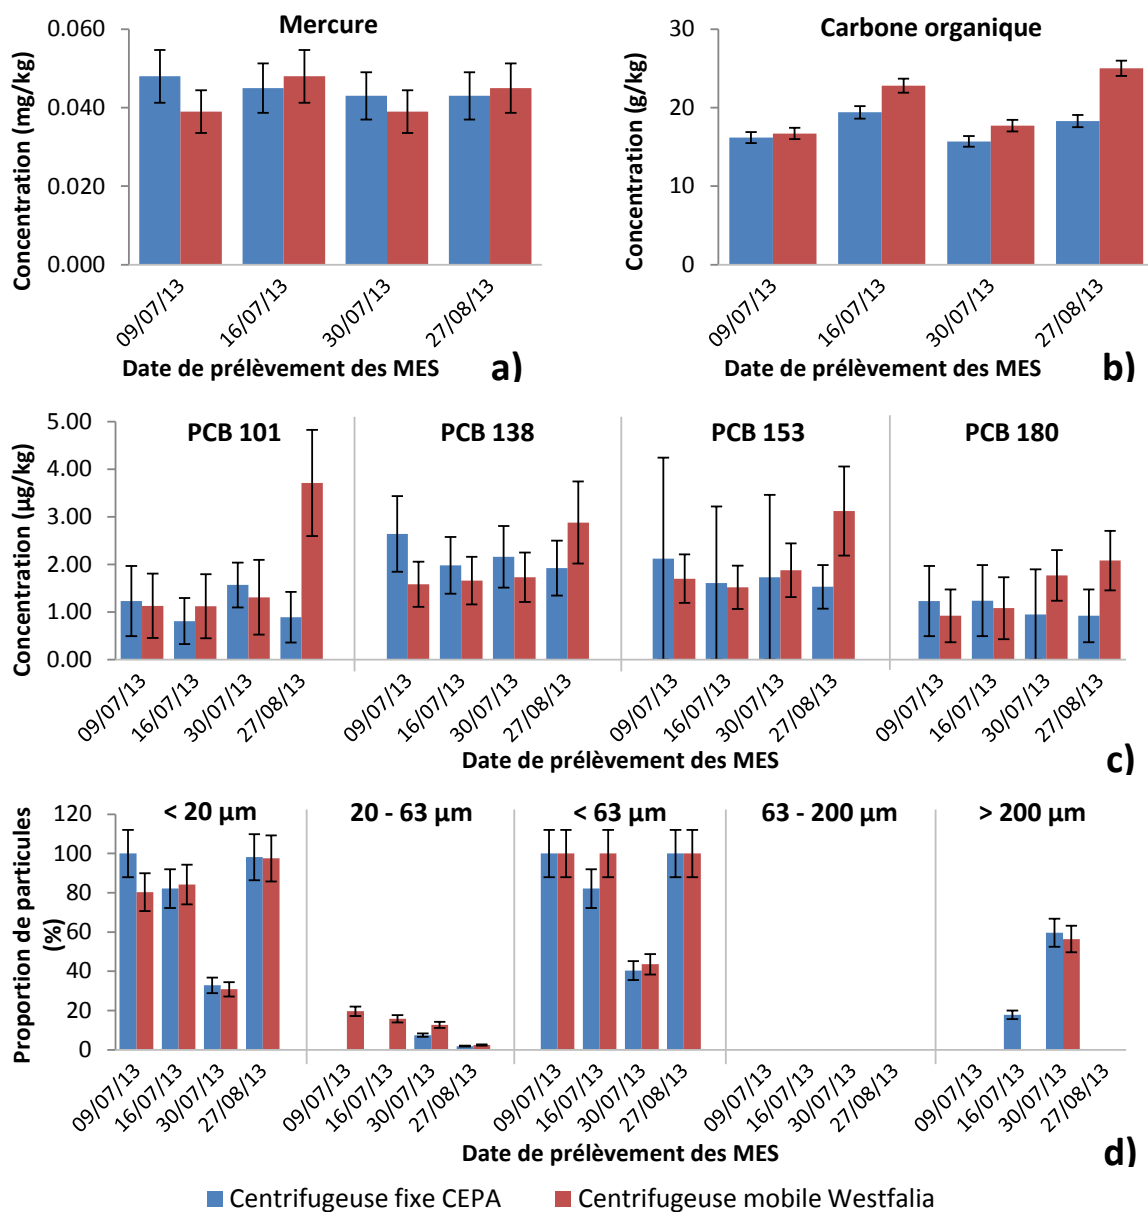 Mercure
Concentration (mg/kg)
0.060
0.040
0.020
0.000
09/07/13
16/07/13
30/07/13
27/08/13
Date de prélèvement des MES
a)
Carbone organique
Concentration (g/kg)
30
20
10
0
09/07/13
16/07/13
30/07/13
27/08/13
Date de prélèvement des MES
b)
Concentration (µg/kg)
5.00
4.00
3.00
2.00
1.00
0.00
PCB 101
PCB 138
PCB 153
PCB 180
09/07/13
16/07/13
30/07/13
27/08/13
09/07/13
16/07/13
30/07/13
27/08/13
09/07/13
16/07/13
30/07/13
27/08/13
09/07/13
16/07/13
30/07/13
27/08/13
Date de prélèvement des MES
c)
Proportion de particules
(%)
120
100
80
60
40
20
0
< 20 µm
20 - 63 µm
< 63 µm
63 - 200 µm
> 200 µm
09/07/13
16/07/13
30/07/13
27/08/13
09/07/13
16/07/13
30/07/13
27/08/13
09/07/13
16/07/13
30/07/13
27/08/13
09/07/13
16/07/13
30/07/13
27/08/13
09/07/13
16/07/13
30/07/13
27/08/13
Date de prélèvement des MES
d)
Centrifugeuse fixe CEPA
Centrifugeuse mobile Westfalia